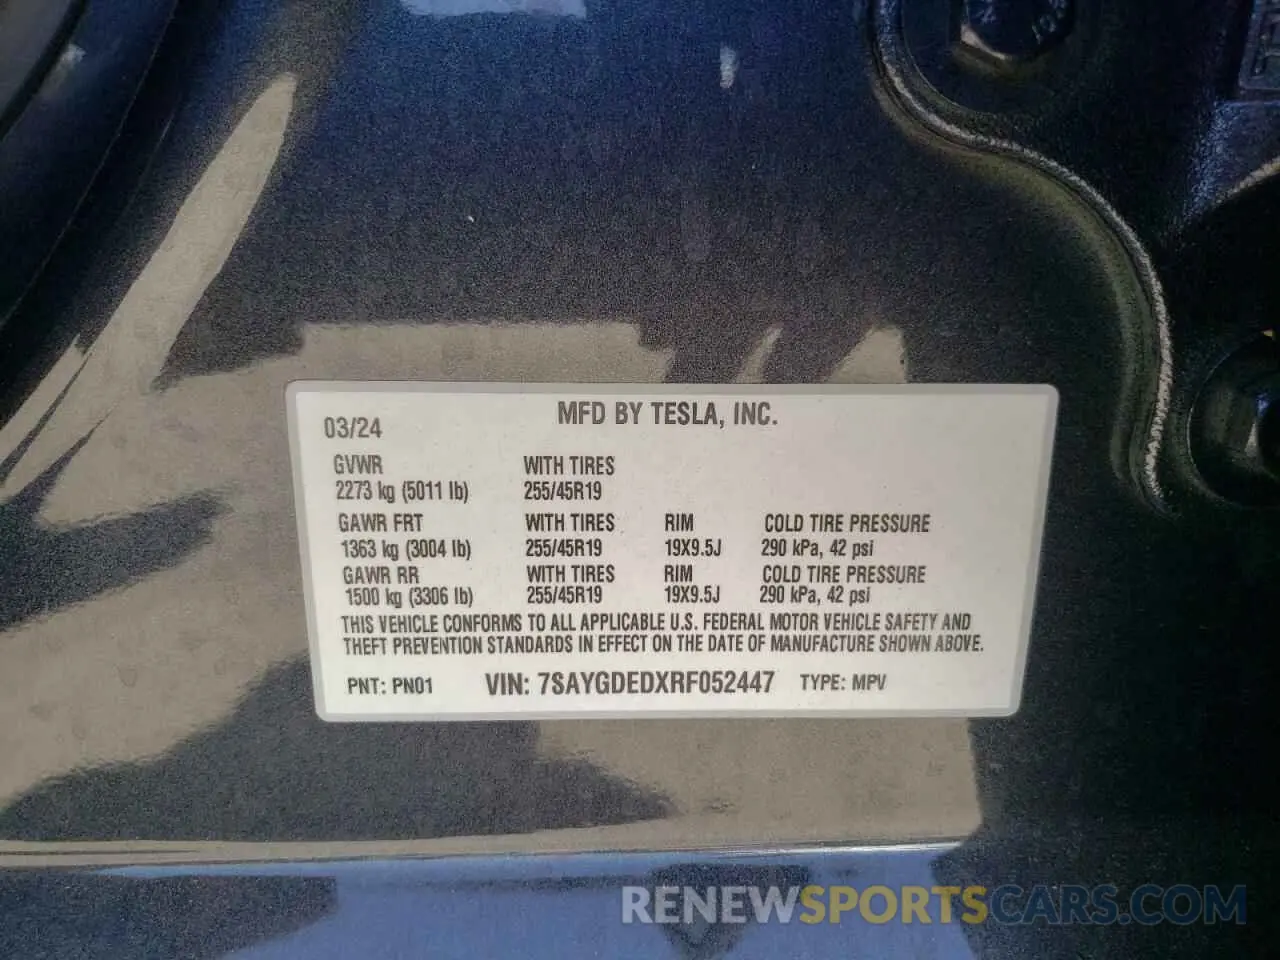 MFD BY TESLA, INC.
03/24
GVWR WITH TIRES
2273 kg (5011 lb) 255/45R19
GAWR FRT WITH TIRES RIM COLD TIRE PRESSURE
1363 kg (3004 lb) 255/45R19 19X9.5J 290 kPa, 42 psi
GAWR RR WITH TIRES RIM COLD TIRE PRESSURE
1500 kg (3306 lb) 255/45R19 19X9.5J 290 kPa, 42 psi
THIS VEHICLE CONFORMS TO ALL APPLICABLE U.S. FEDERAL MOTOR VEHICLE SAFETY AND
THEFT PREVENTION STANDARDS IN EFFECT ON THE DATE OF MANUFACTURE SHOWN ABOVE.
PNT: PN01 VIN: 7SAYGDEDXRF052447 TYPE: MPV
RENEWSPORTSCARS.COM